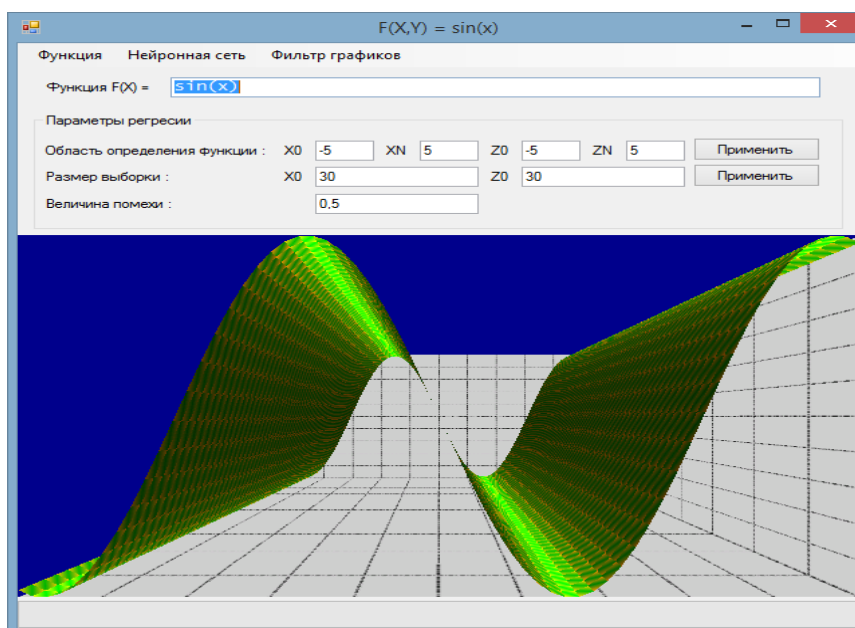 F(X,Y) = sin(x)
Функция Нейронная сеть Фильтр графиков
Функция F(X) = sin(x)
Параметры регресии
Область определения функции : X0 -5 XN 5 Z0 -5 ZN 5 Применить
Размер выборки : X0 30 Z0 30 Применить
Величина помехи : 0,5